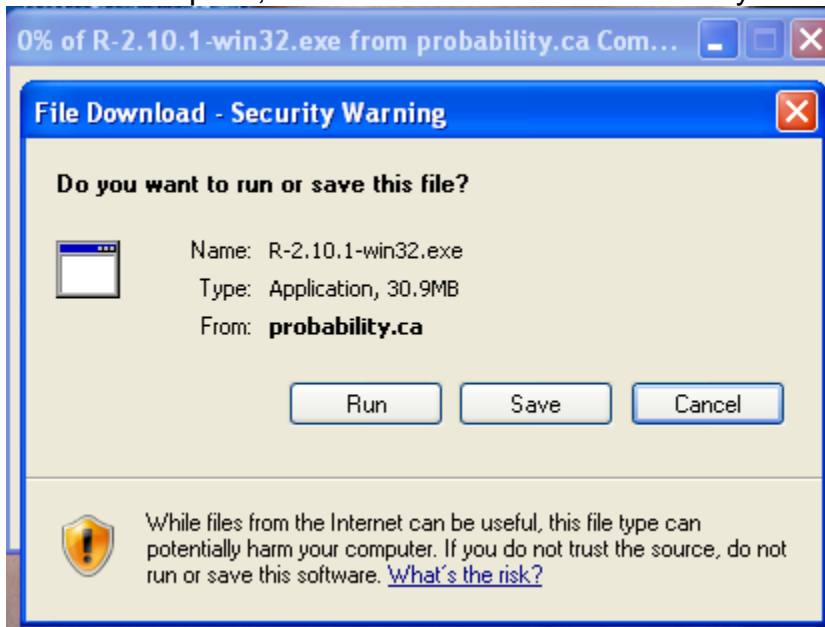 0% of R-2.10.1-win32.exe from probability.ca Com...
File Download - Security Warning
Do you want to run or save this file?
Name: R-2.10.1-win32.exe
Type: Application, 30.9MB
From: probability.ca
Run Save Cancel
While files from the Internet can be useful, this file type can
potentially harm your computer. If you do not trust the source, do not
run or save this software. What's the risk?